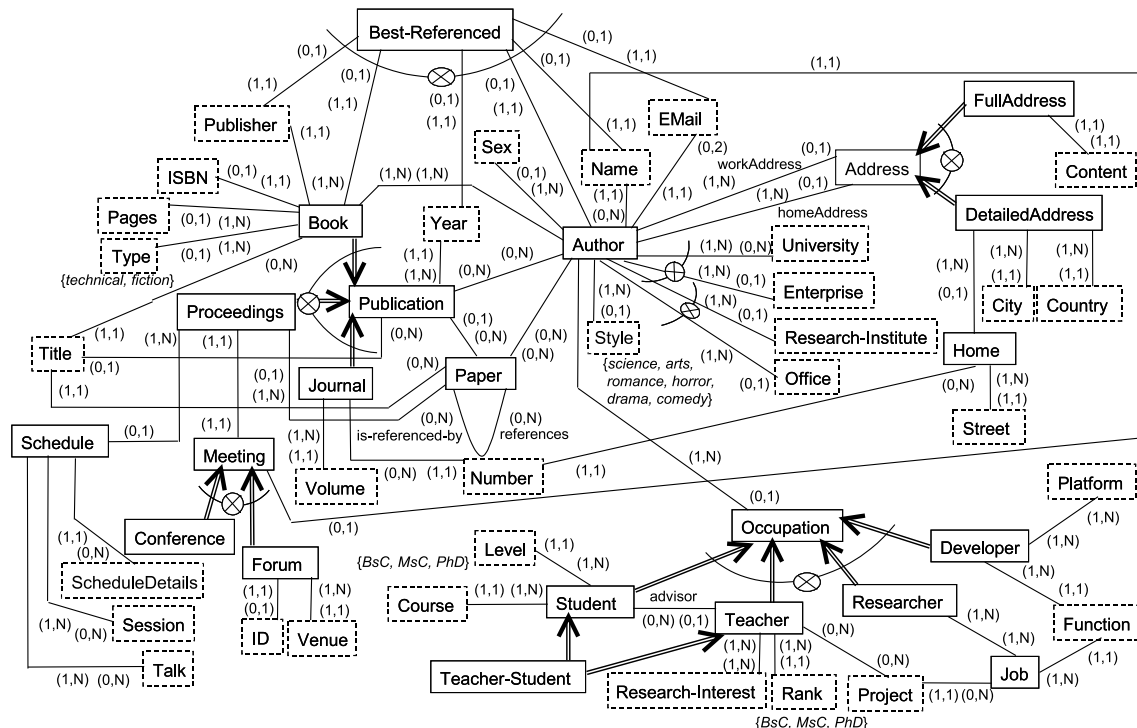 Best-Referenced
(0,1) (0,1)
(0,1) (0,1)
(1,1)
(1,1) (0,1) (0,1) (0,1)
(1,1) (1,1)
Publisher
EMail
FullAddress
(1,1) (1,1)
Sex
(1,1) (0,2)
Name
workAddress (0,1)
Address
(1,1)
(1,1)
Content
ISBN
(0,1) (1,1)
(1,N) (1,N) (1,N)
(0,1) (1,N)
(1,1) (0,N)
(1,1) (1,N)
(1,N) (0,1)
homeAddress
Pages
(0,1) (1,N)
Book
Year
Author
DetailedAddress
Type
(0,1) (1,N)
{technical, fiction}
(0,N)
(1,1)
(1,N)
(0,N)
(0,N)
(1,N) (0,N)
University
(1,N) (1,N) (1,N)
Proceedings
Publication
(1,N) (0,1)
(1,N) (0,1)
Enterprise
(0,1) (1,1) (1,1)
City
Country
(1,1) (1,N) (1,1)
(0,N) (0,1) (0,N)
(1,N) (0,1)
Style
Research-Institute
Title
(0,1)
(0,N) (0,N) (0,N)
{science, arts,
romance, horror,
drama, comedy}
(1,N)
(0,1)
Office
Home
Journal
Paper
(0,1)
(1,N)
(1,1)
(0,N) (1,N)
(1,1)
Street
(0,N) (0,N)
is-referenced-by references
Schedule
(0,1)
(1,1)
(1,N)
(1,1)
Meeting
Volume
(0,N) (1,1)
Number
(1,1)
(1,N)
Platform
(0,1)
(0,1)
Conference
Occupation
(1,N)
(1,N)
Developer
(1,1)
(0,N)
Forum
{BsC, MsC, PhD}
Level
(1,1)
(1,N)
(1,N)
ScheduleDetails
(1,1)
(0,1)
(1,N)
(1,1)
Course
(1,1) (1,N)
Student
advisor
(0,N) (0,1)
Teacher
Researcher
(1,1)
Function
(1,N) (0,N)
Session
ID
Venue
(0,N)
(1,N)
(1,N)
(1,N) (0,N)
Talk
Teacher-Student
(1,N) (1,N)
(1,N) (1,1)
(0,N)
Job
(1,1)
(1,N)
Research-Interest
Rank
Project
(1,1) (0,N)
{BsC, MsC, PhD}